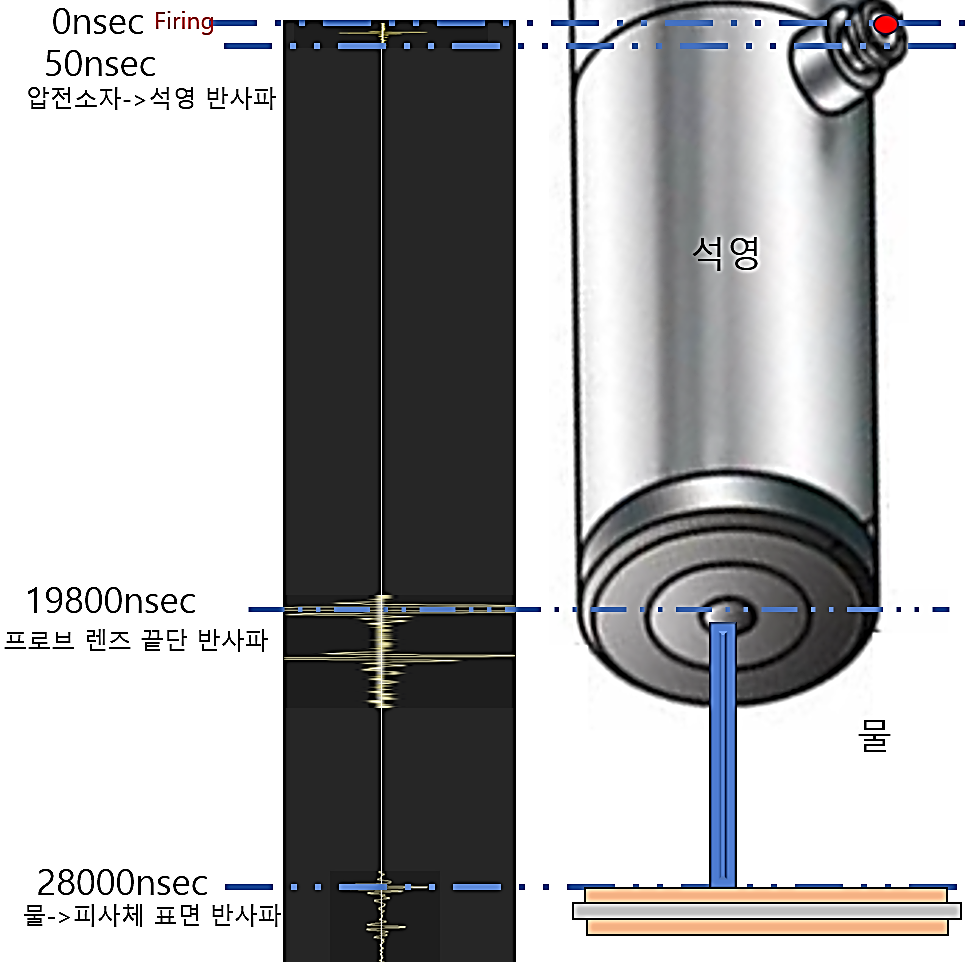 0nsec Firing
50nsec
압전소자->석영 반사파
석영
19800nsec
프로브 렌즈 끝단 반사파
물
28000nsec
물->피사체 표면 반사파